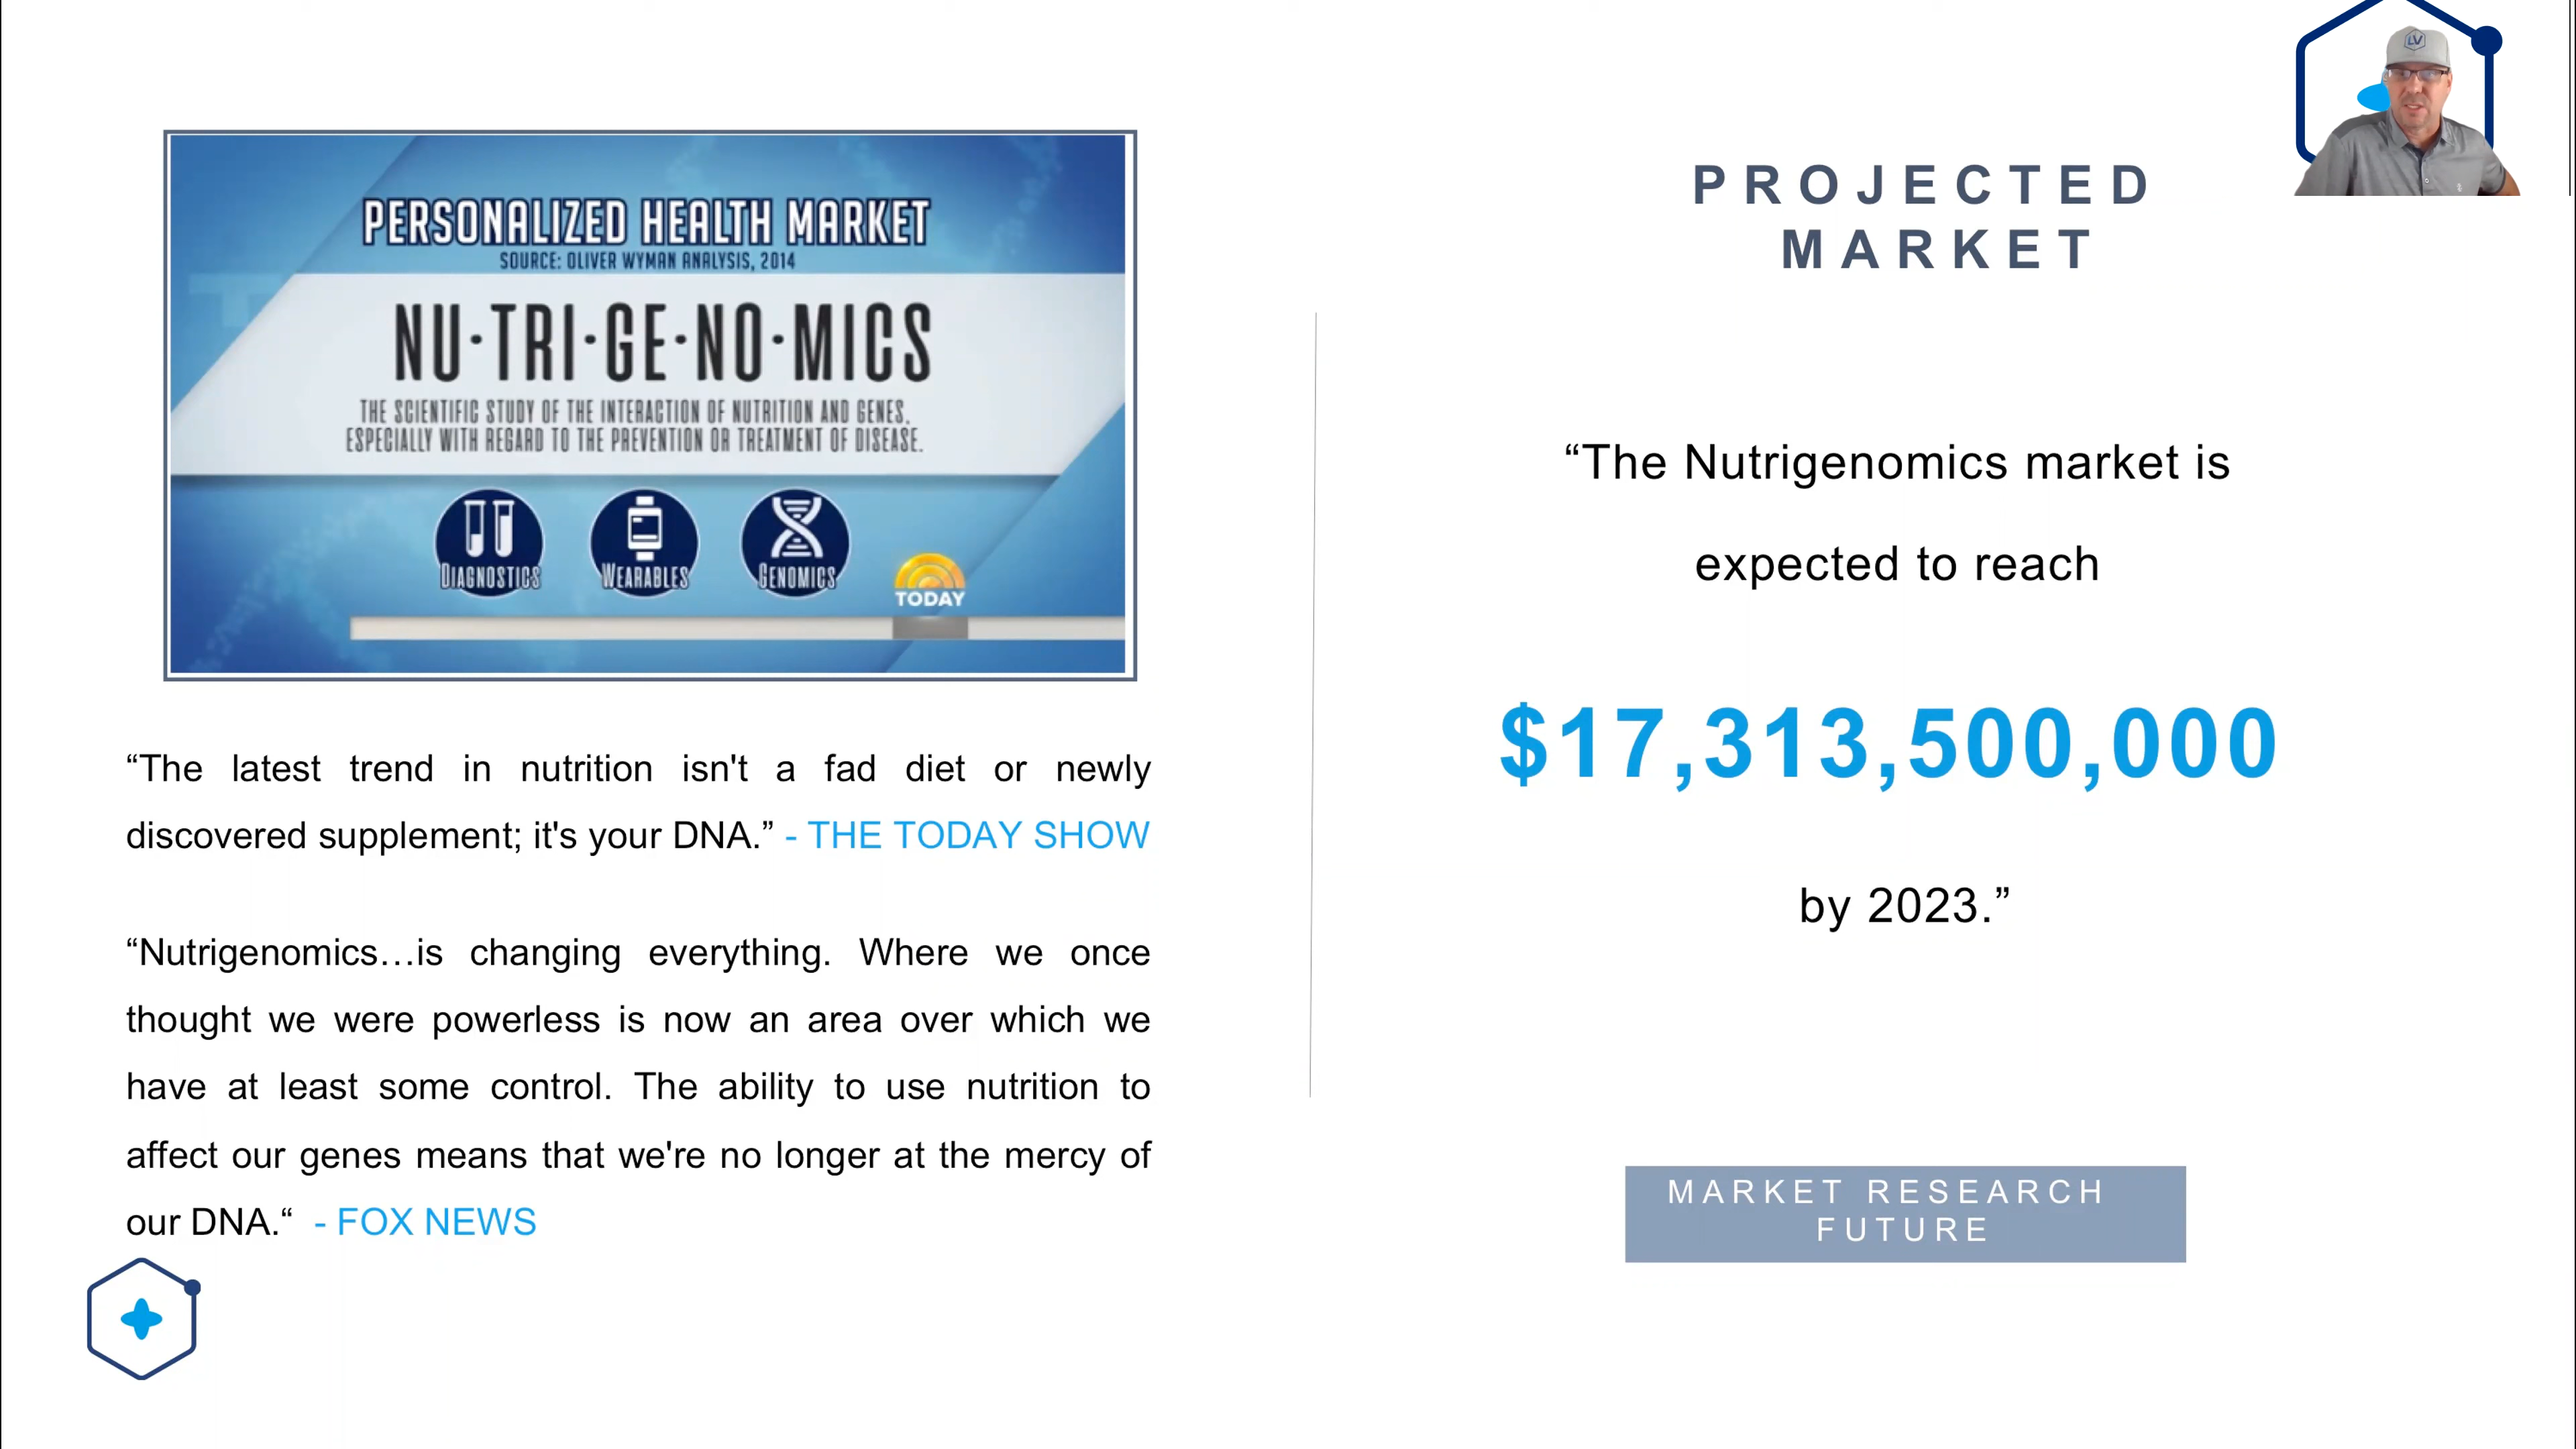 LV
PERSONALIZED HEALTH MARKET
SOURCE: OLIVER WYMAN ANALYSIS, 2014
NU·TRI·GE·NO·MICS
THE SCIENTIFIC STUDY OF THE INTERACTION OF NUTRITION AND GENES,
ESPECIALLY WITH REGARD TO THE PREVENTION OR TREATMENT OF DISEASE.
DIAGNOSTICS
WEARABLES
GENOMICS
TODAY
“The latest trend in nutrition isn't a fad diet or newly
discovered supplement; it's your DNA.” - THE TODAY SHOW
“Nutrigenomics…is changing everything. Where we once
thought we were powerless is now an area over which we
have at least some control. The ability to use nutrition to
affect our genes means that we're no longer at the mercy of
our DNA.“ - FOX NEWS
PROJECTED
MARKET
“The Nutrigenomics market is
expected to reach
$17,313,500,000
by 2023.”
MARKET RESEARCH
FUTURE